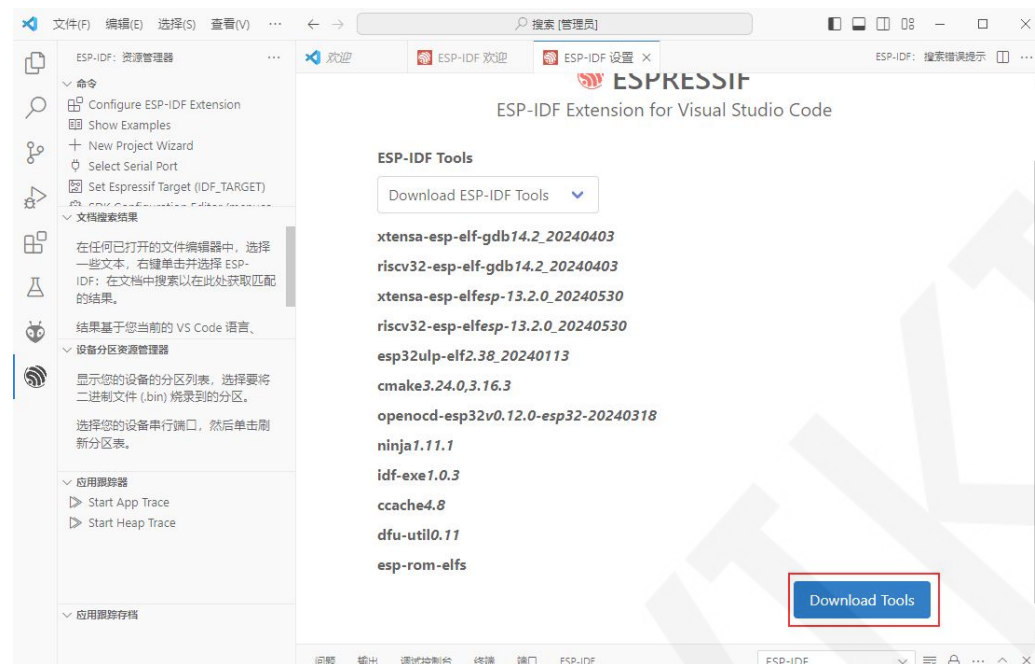 文件(F) 编辑(E) 选择(S) 查看(V) ··· ← → 搜索 [管理员]
ESP-IDF: 资源管理器 ···
欢迎 ESP-IDF 欢迎 ESP-IDF 设置 × ESP-IDF: 搜索错误提示 ···
命令
Configure ESP-IDF Extension
Show Examples
New Project Wizard
Select Serial Port
Set Espressif Target (IDF_TARGET)
文档搜索结果
在任何已打开的文件编辑器中，选择
一些文本，右键单击并选择 ESP-
IDF：在文档中搜索以在此处获取匹配
的结果。
结果基于您当前的 VS Code 语言、
设备分区资源管理器
显示您的设备的分区列表，选择要将
二进制文件 (.bin) 烧录到的分区。
选择您的设备串行端口，然后单击刷
新分区表。
应用跟踪器
Start App Trace
Start Heap Trace
应用跟踪存档
ESPRESSIF
ESP-IDF Extension for Visual Studio Code
ESP-IDF Tools
Download ESP-IDF Tools
xtensa-esp-elf-gdb14.2_20240403
riscv32-esp-elf-gdb14.2_20240403
xtensa-esp-elfesp-13.2.0_20240530
riscv32-esp-elfesp-13.2.0_20240530
esp32ulp-elf2.38_20240113
cmake3.24.0,3.16.3
openocd-esp32v0.12.0-esp32-20240318
ninja1.11.1
idf-exe1.0.3
ccache4.8
dfu-util0.11
esp-rom-elfs
Download Tools
问题 输出 调试控制台 终端 端口 ESP-IDF ESP-IDF